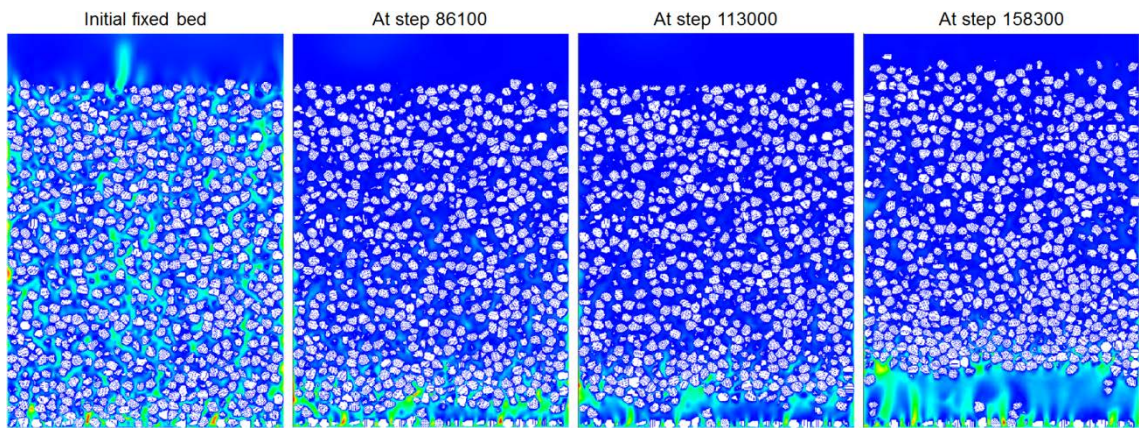 Initial fixed bed
At step 86100
At step 113000
At step 158300